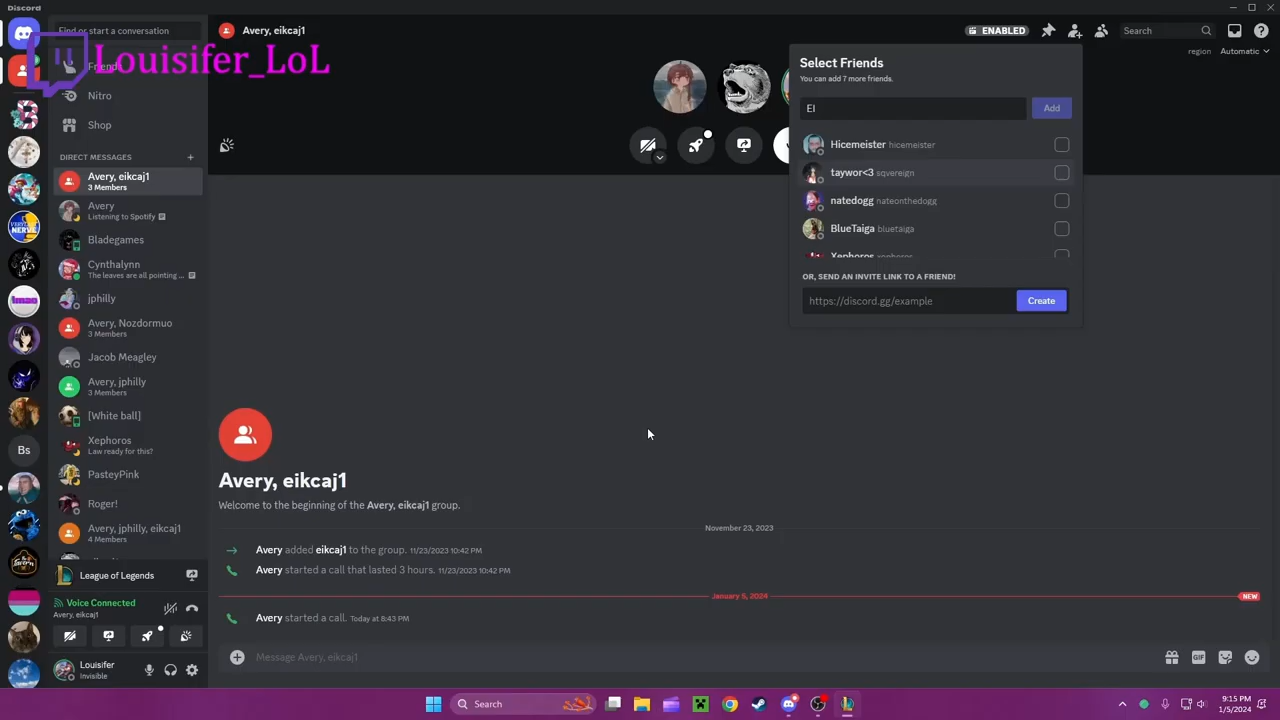 Discord
Find or start a conversation
Avery, eikcaj1
ENABLED
Search
region Automatic
Louisifer_LoL
Friends
Nitro
Shop
DIRECT MESSAGES
Avery, eikcaj1
3 Members
Avery
Listening to Spotify
Bladegames
Cynthalynn
The leaves are all pointing ...
jphilly
Avery, Nozdormuo
3 Members
Jacob Meagley
Avery, jphilly
3 Members
[White ball]
Xephoros
Law ready for this?
PasteyPink
Roger!
Avery, jphilly, eikcaj1
4 Members
lmao
Bs
League of Legends
Voice Connected
Avery, eikcaj1
Louisifer
Invisible
Select Friends
You can add 7 more friends.
El
Add
Hicemeister hicemeister
taywor<3 sqvereign
natedogg nateonthedogg
BlueTaiga bluetaiga
Xephoros xephoros
OR, SEND AN INVITE LINK TO A FRIEND!
https://discord.gg/example
Create
Avery, eikcaj1
Welcome to the beginning of the Avery, eikcaj1 group.
November 23, 2023
Avery added eikcaj1 to the group. 11/23/2023 10:42 PM
Avery started a call that lasted 3 hours. 11/23/2023 10:42 PM
January 5, 2024
NEW
Avery started a call. Today at 8:43 PM
Message Avery, eikcaj1
GIF
Search
9:15 PM
1/5/2024